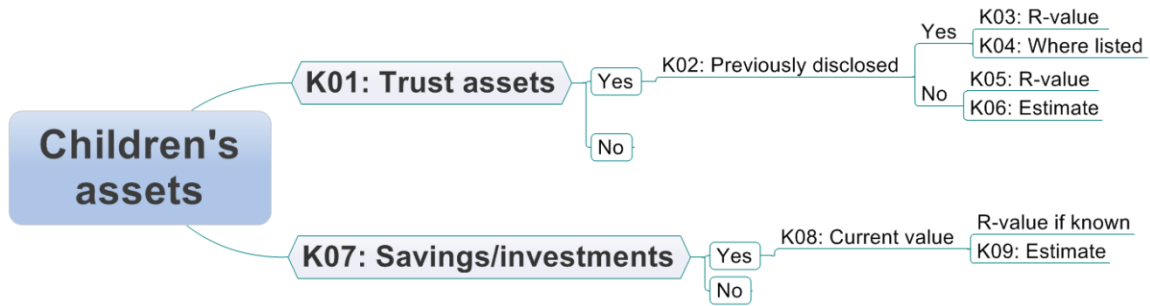 Children's
assets
K01: Trust assets
Yes
K02: Previously disclosed
Yes
K03: R-value
K04: Where listed
No
K05: R-value
K06: Estimate
No
K07: Savings/investments
Yes
K08: Current value
R-value if known
K09: Estimate
No